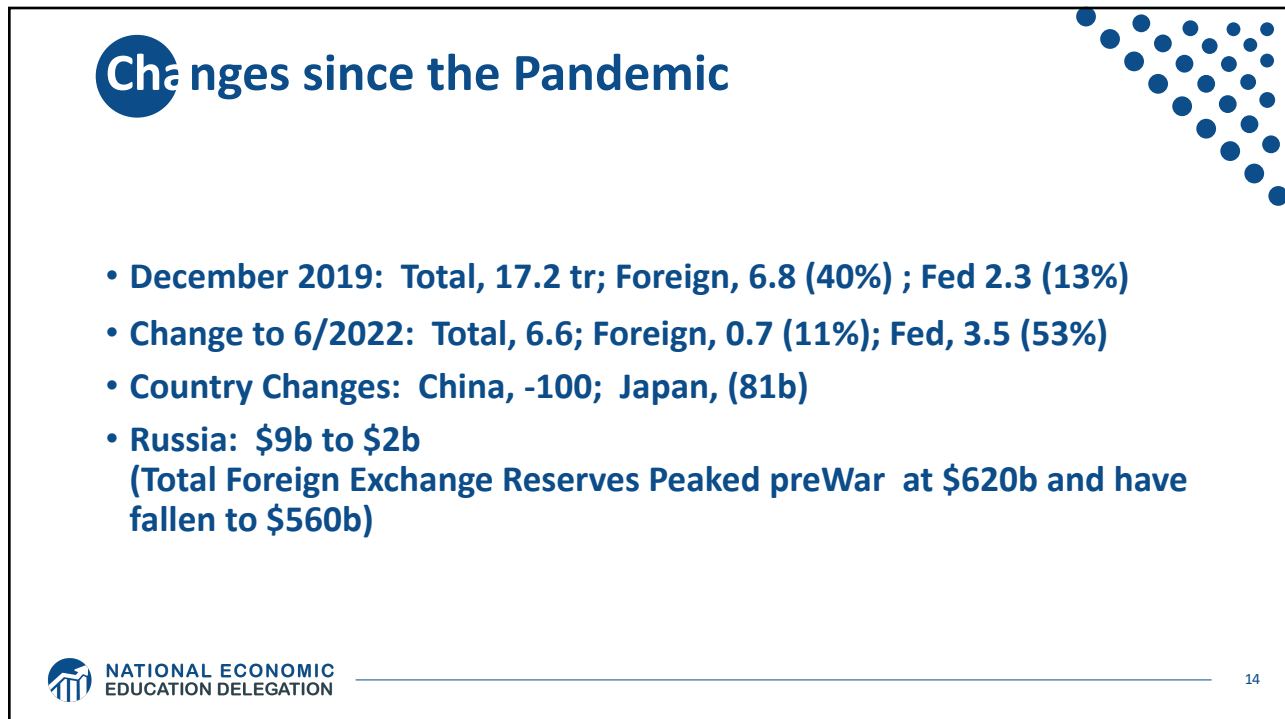 Changes since the Pandemic
• December 2019: Total, 17.2 tr; Foreign, 6.8 (40%) ; Fed 2.3 (13%)
• Change to 6/2022: Total, 6.6; Foreign, 0.7 (11%); Fed, 3.5 (53%)
• Country Changes: China, -100; Japan, (81b)
• Russia: $9b to $2b
(Total Foreign Exchange Reserves Peaked preWar at $620b and have
fallen to $560b)
NATIONAL ECONOMIC
EDUCATION DELEGATION
14